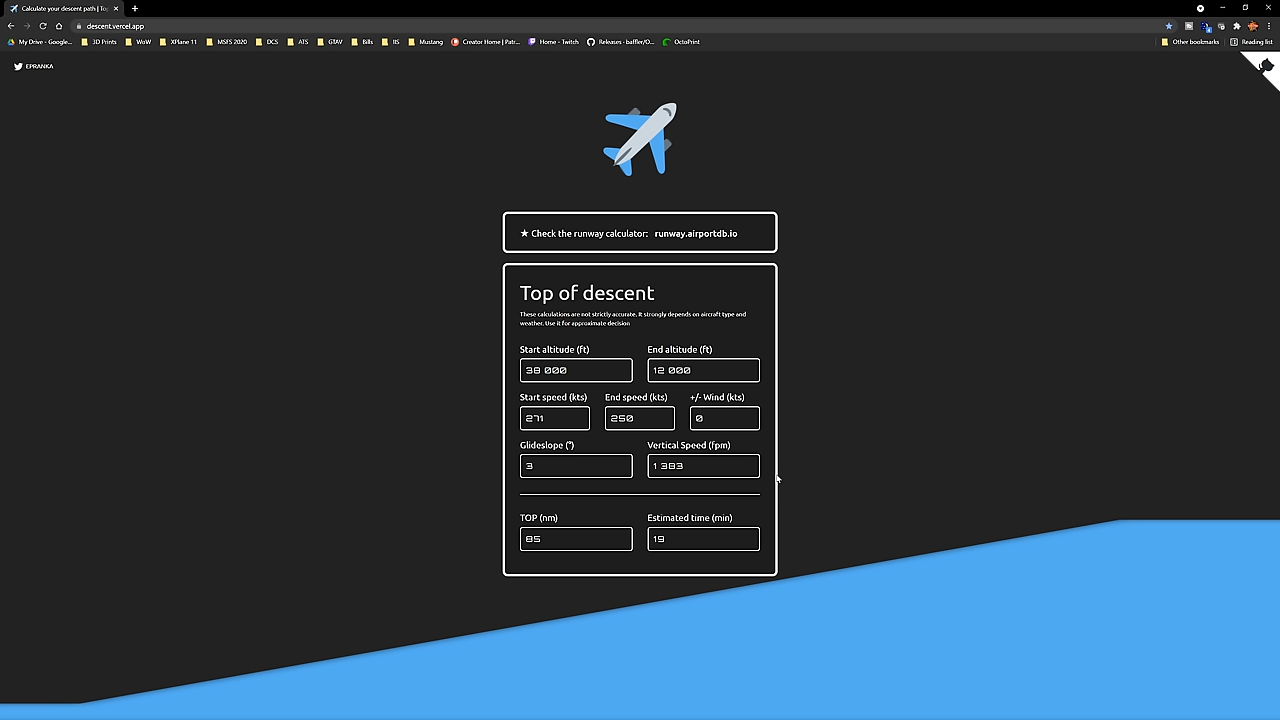 Calculate your descent path | To
descent.vercel.app
My Drive - Google...
3D Prints
WoW
XPlane 11
MSFS 2020
DCS
ATS
GTAV
Bills
IIS
Mustang
Creator Home | Patr...
Home - Twitch
Releases · baffler/O...
OctoPrint
Other bookmarks
Reading list
EPRANKA
★ Check the runway calculator: runway.airportdb.io
Top of descent
These calculations are not strictly accurate. It strongly depends on aircraft type and
weather. Use it for approximate decision
Start altitude (ft) End altitude (ft)
38 000 12 000
Start speed (kts) End speed (kts) +/- Wind (kts)
271 250 0
Glideslope (°) Vertical Speed (fpm)
3 1 383
TOP (nm) Estimated time (min)
85 19